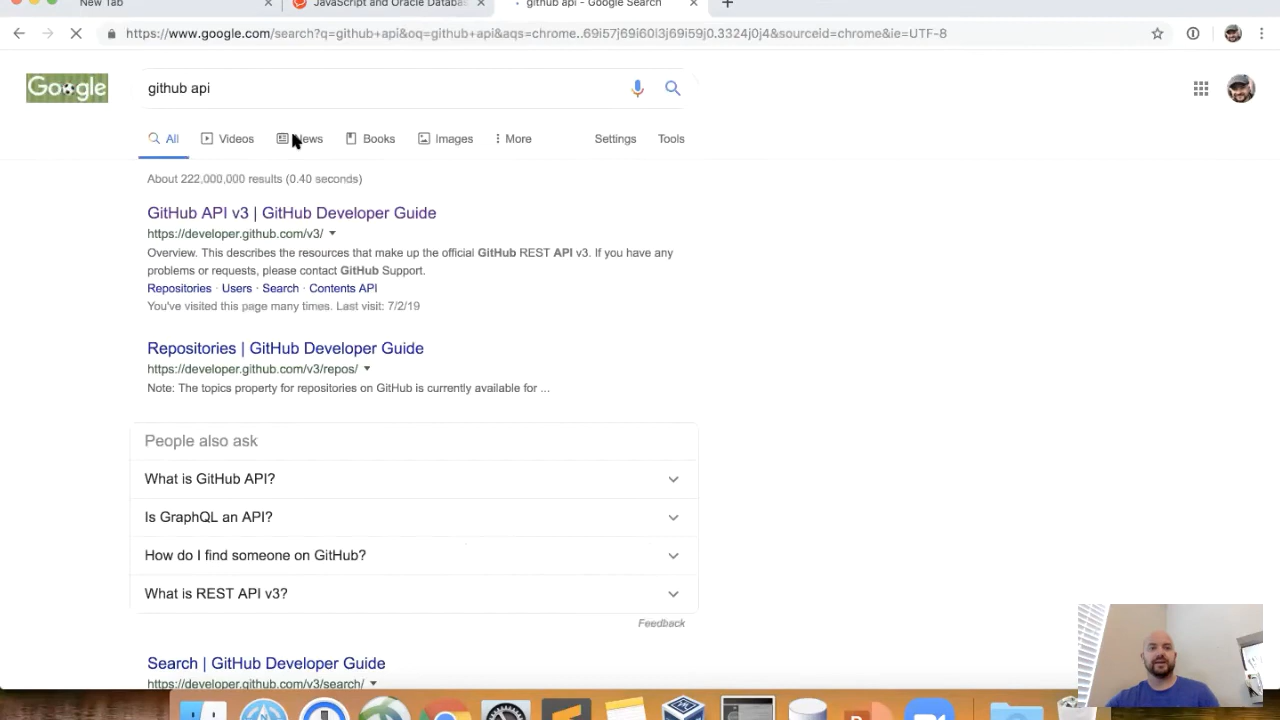 New Tab
JavaScript and Oracle Databas
github api - Google Search
https://www.google.com/search?q=github+api&oq=github+api&aqs=chrome..69i57j69i60l3j69i59j0.3324j0j4&sourceid=chrome&ie=UTF-8
Google
github api
All Videos News Books Images More Settings Tools
About 222,000,000 results (0.40 seconds)
GitHub API v3 | GitHub Developer Guide
https://developer.github.com/v3/
Overview. This describes the resources that make up the official GitHub REST API v3. If you have any
problems or requests, please contact GitHub Support.
Repositories · Users · Search · Contents API
You've visited this page many times. Last visit: 7/2/19
Repositories | GitHub Developer Guide
https://developer.github.com/v3/repos/
Note: The topics property for repositories on GitHub is currently available for ...
People also ask
What is GitHub API?
Is GraphQL an API?
How do I find someone on GitHub?
What is REST API v3?
Feedback
Search | GitHub Developer Guide
https://developer.github.com/v3/search/